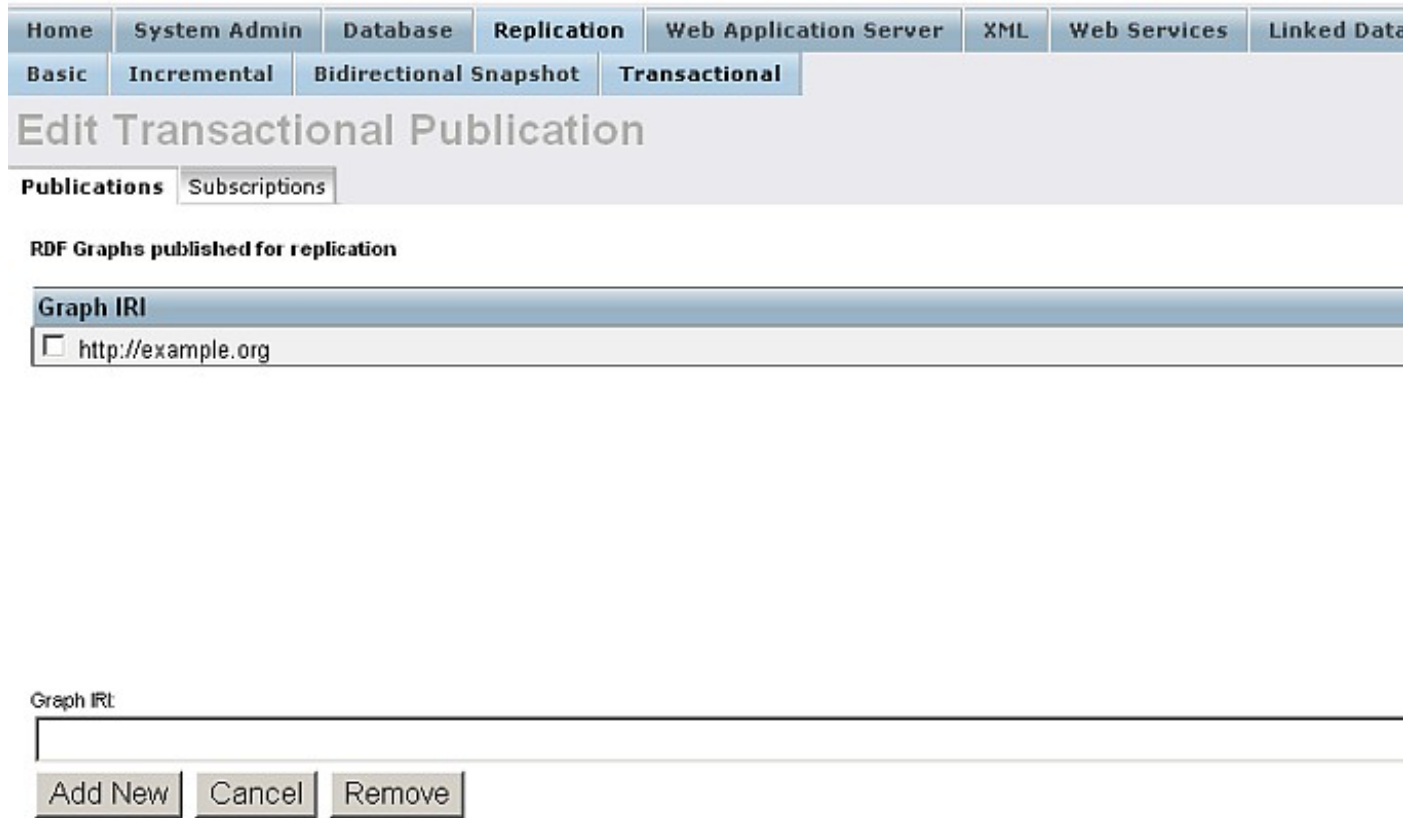 Home System Admin Database Replication Web Application Server XML Web Services Linked Data
Basic Incremental Bidirectional Snapshot Transactional
Edit Transactional Publication
Publications Subscriptions
RDF Graphs published for replication
Graph IRI
http://example.org
Graph IRI:
Add New Cancel Remove